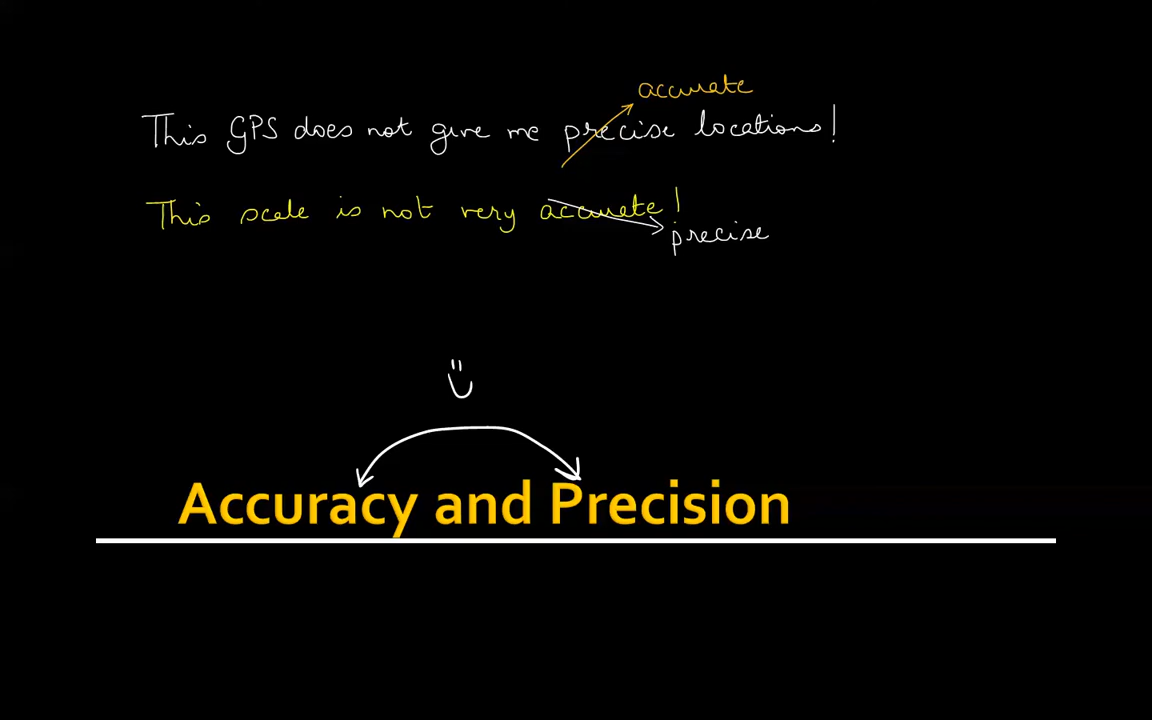 accurate
This GPS does not give me precise locations!
This scale is not very accurate!
precise
Accuracy and Precision